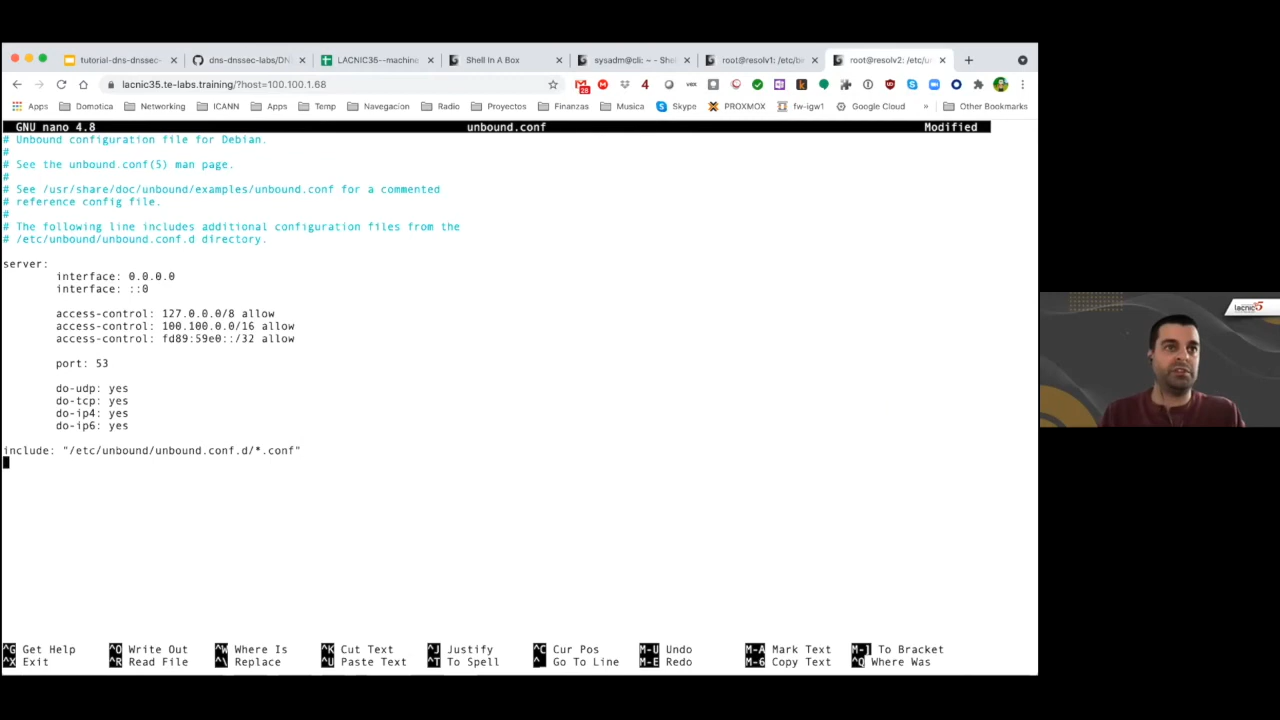 tutorial-dns-dnssec-
dns-dnssec-labs/DN
LACNIC35--machine
Shell In A Box
sysadm@cli: ~ - She
root@resolv1: /etc/b
root@resolv2: /etc/u
lacnic35.te-labs.training/?host=100.100.1.68
Apps
Domotica
Networking
ICANN
Apps
Temp
Navegacion
Radio
Proyectos
Finanzas
Musica
Skype
PROXMOX
fw-igw1
Google Cloud
»
Other Bookmarks
GNU nano 4.8
unbound.conf
Modified
# Unbound configuration file for Debian.
#
# See the unbound.conf(5) man page.
#
# See /usr/share/doc/unbound/examples/unbound.conf for a commented
# reference config file.
#
# The following line includes additional configuration files from the
# /etc/unbound/unbound.conf.d directory.
server:
interface: 0.0.0.0
interface: ::0
access-control: 127.0.0.0/8 allow
access-control: 100.100.0.0/16 allow
access-control: fd89:59e0::/32 allow
port: 53
do-udp: yes
do-tcp: yes
do-ip4: yes
do-ip6: yes
include: "/etc/unbound/unbound.conf.d/*.conf"
^G Get Help ^O Write Out ^W Where Is ^K Cut Text ^J Justify ^C Cur Pos M-U Undo M-A Mark Text M-] To Bracket
^X Exit ^R Read File ^\ Replace ^U Paste Text ^T To Spell ^_ Go To Line M-E Redo M-6 Copy Text ^Q Where Was
lacnic35